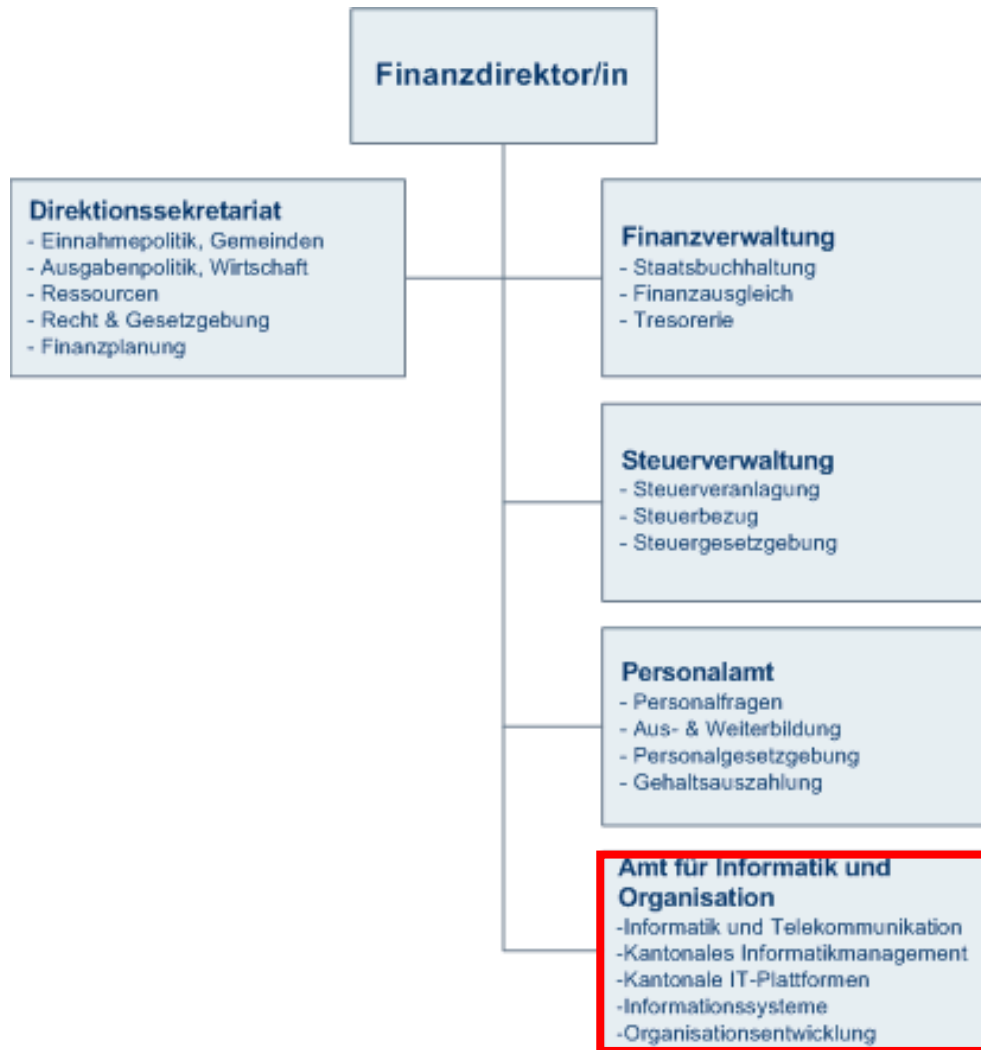 Finanzdirektor/in
Direktionssekretariat
- Einnahmepolitik, Gemeinden
- Ausgabenpolitik, Wirtschaft
- Ressourcen
- Recht & Gesetzgebung
- Finanzplanung
Finanzverwaltung
- Staatsbuchhaltung
- Finanzausgleich
- Tresorerie
Steuerverwaltung
- Steuerveranlagung
- Steuerbezug
- Steuergesetzgebung
Personalamt
- Personalfragen
- Aus- & Weiterbildung
- Personalgesetzgebung
- Gehaltsauszahlung
Amt für Informatik und
Organisation
-Informatik und Telekommunikation
-Kantonales Informatikmanagement
-Kantonale IT-Plattformen
-Informationssysteme
-Organisationsentwicklung